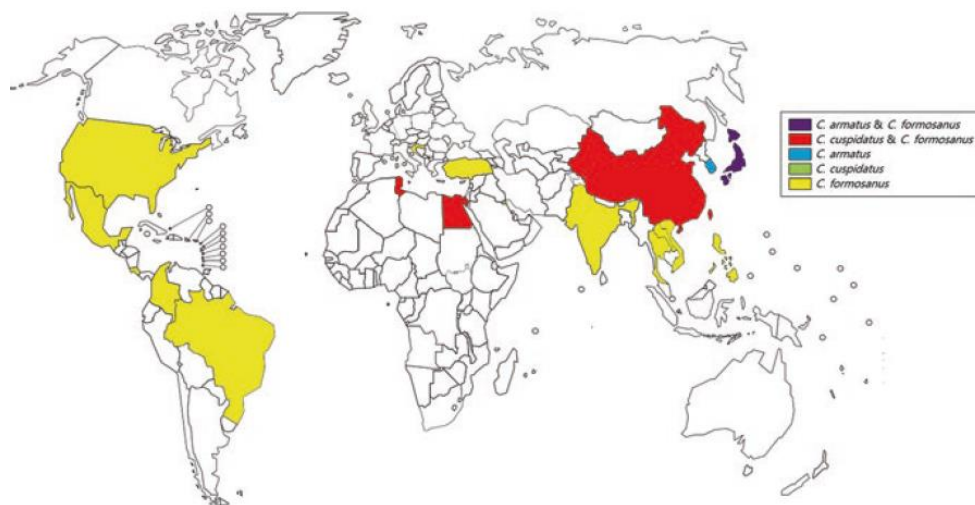 C. armatus & C. formosanus
C. cuspidatus & C. formosanus
C. armatus
C. cuspidatus
C. formosanus